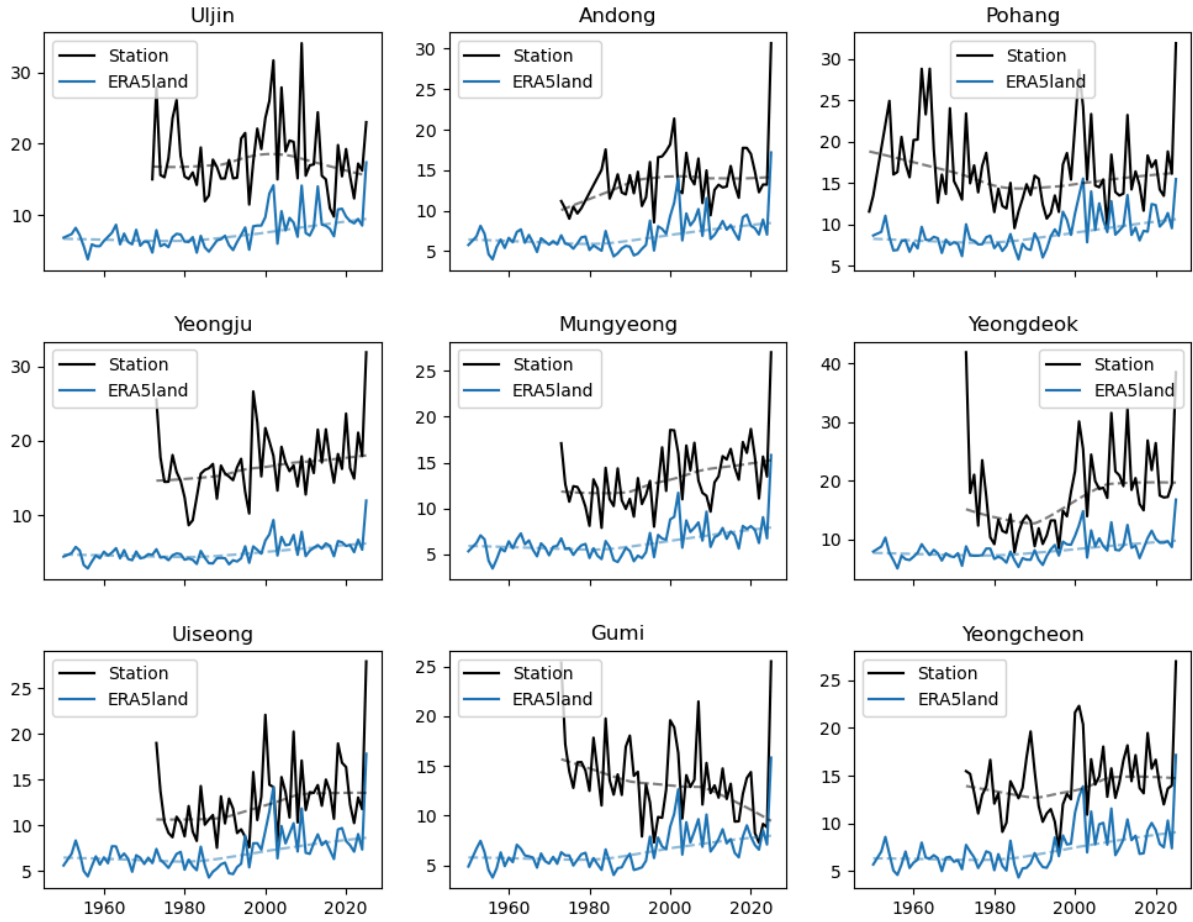 Uljin
Andong
Pohang
30
20
10
Station
ERA5land
30
25
20
15
10
5
Station
ERA5land
30
25
20
15
10
5
Station
ERA5land
Yeongju
Mungyeong
Yeongdeok
30
20
10
Station
ERA5land
25
20
15
10
5
Station
ERA5land
40
30
20
10
Station
ERA5land
Uiseong
Gumi
Yeongcheon
25
20
15
10
5
Station
ERA5land
25
20
15
10
5
Station
ERA5land
25
20
15
10
5
Station
ERA5land
1960 1980 2000 2020
1960 1980 2000 2020
1960 1980 2000 2020